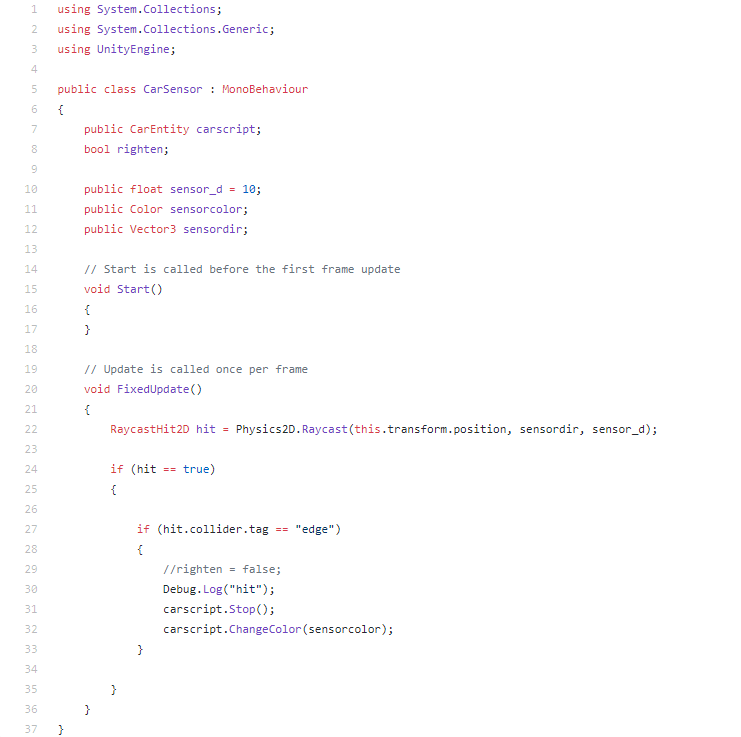 1 using System.Collections;
2 using System.Collections.Generic;
3 using UnityEngine;
4
5 public class CarSensor : MonoBehaviour
6 {
7     public CarEntity carscript;
8     bool righten;
9
10     public float sensor_d = 10;
11     public Color sensorcolor;
12     public Vector3 sensordir;
13
14     // Start is called before the first frame update
15     void Start()
16     {
17     }
18
19     // Update is called once per frame
20     void FixedUpdate()
21     {
22         RaycastHit2D hit = Physics2D.Raycast(this.transform.position, sensordir, sensor_d);
23
24         if (hit == true)
25         {
26
27             if (hit.collider.tag == "edge")
28             {
29                 //righten = false;
30                 Debug.Log("hit");
31                 carscript.Stop();
32                 carscript.ChangeColor(sensorcolor);
33             }
34
35         }
36     }
37 }